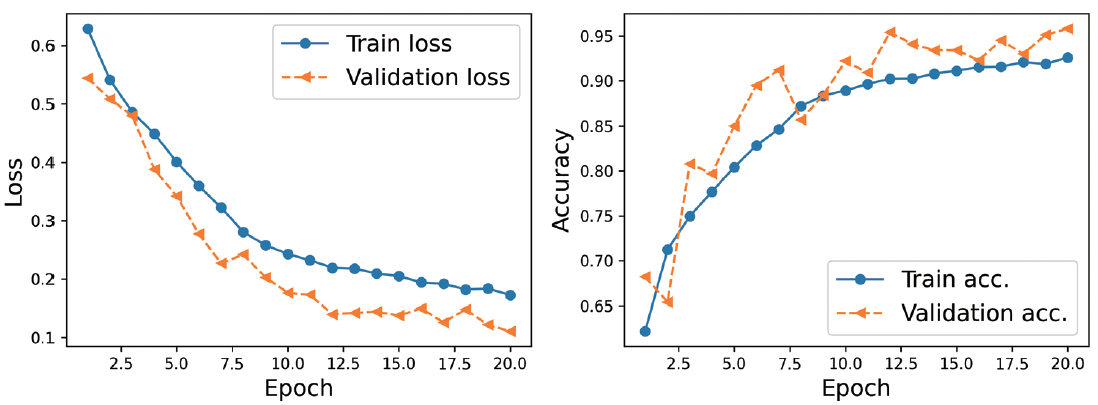 0.6
0.5
0.4
0.3
0.2
0.1
Loss
Train loss
Validation loss
2.5 5.0 7.5 10.0 12.5 15.0 17.5 20.0
Epoch
0.95
0.90
0.85
0.80
0.75
0.70
0.65
Accuracy
Train acc.
Validation acc.
2.5 5.0 7.5 10.0 12.5 15.0 17.5 20.0
Epoch